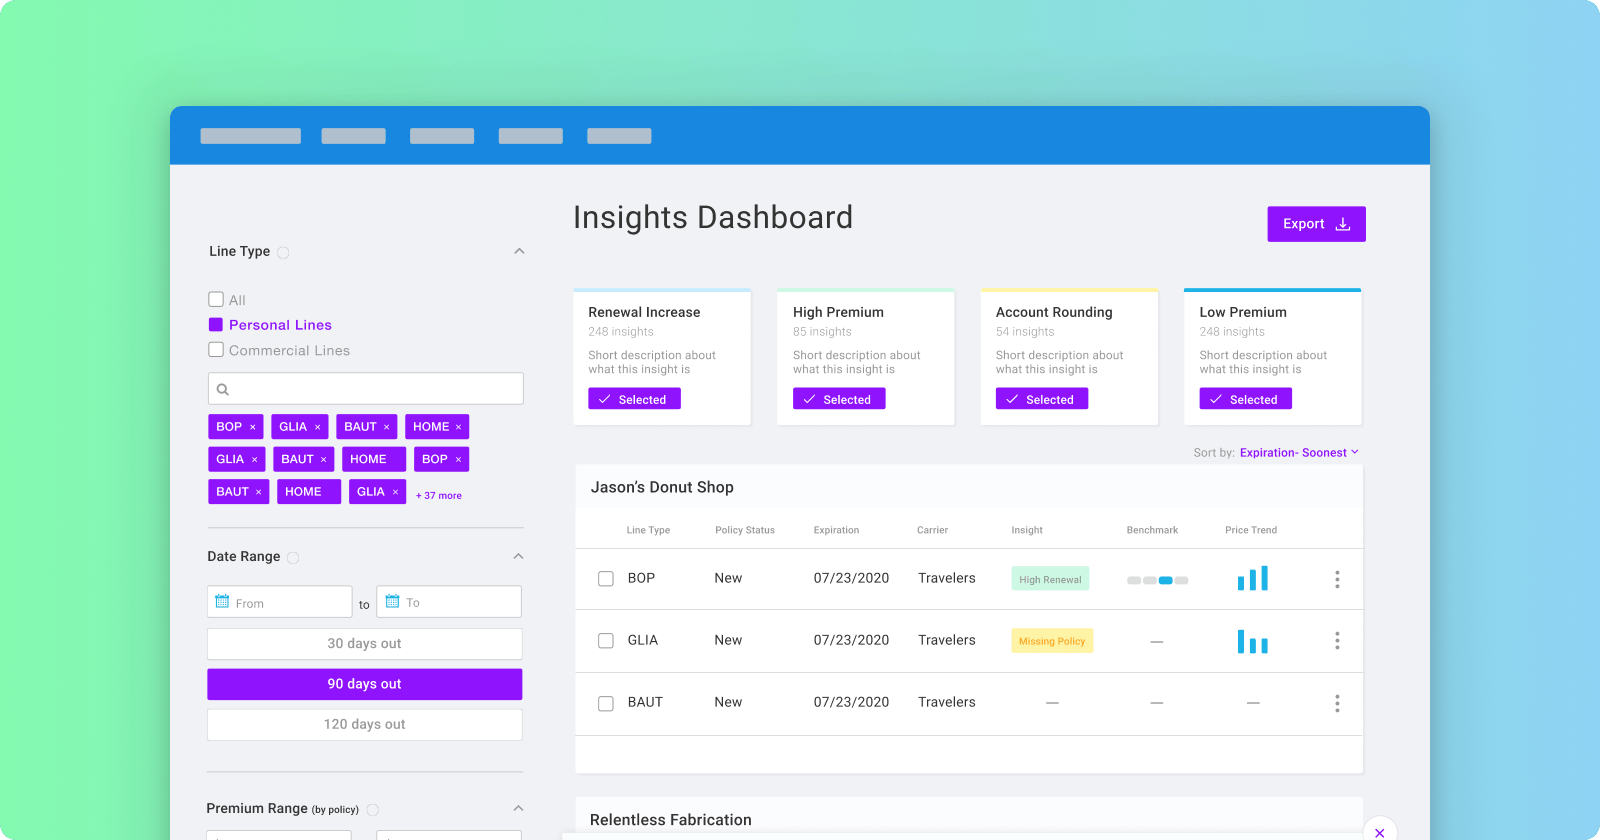 Insights Dashboard
Export
Line Type
All
Personal Lines
Commercial Lines
BOP × GLIA × BAUT × HOME ×
GLIA × BAUT × HOME BOP ×
BAUT × HOME GLIA × + 37 more
Date Range
From to To
30 days out
90 days out
120 days out
Premium Range (by policy)
Renewal Increase
248 insights
Short description about
what this insight is
Selected
High Premium
85 insights
Short description about
what this insight is
Selected
Account Rounding
54 insights
Short description about
what this insight is
Selected
Low Premium
248 insights
Short description about
what this insight is
Selected
Sort by: Expiration- Soonest
Jason’s Donut Shop
Line Type Policy Status Expiration Carrier Insight Benchmark Price Trend
BOP New 07/23/2020 Travelers High Renewal
GLIA New 07/23/2020 Travelers Missing Policy —
BAUT New 07/23/2020 Travelers — — —
Relentless Fabrication